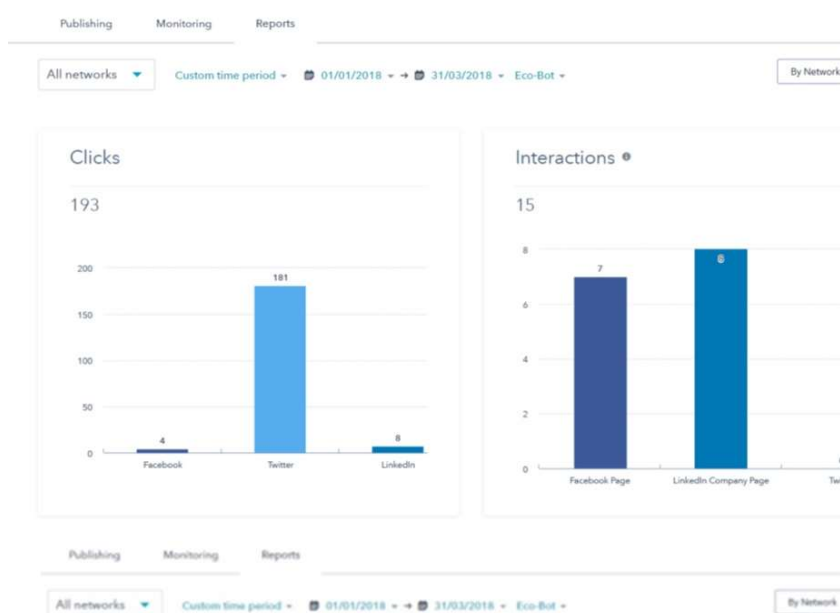 Publishing Monitoring Reports
All networks Custom time period 01/01/2018 → 31/03/2018 Eco-Bot By Network
Clicks
193
200
150
100
50
0
4
181
8
Facebook Twitter LinkedIn
Interactions
15
8
6
4
2
0
7
8
Facebook Page LinkedIn Company Page
Publishing Monitoring Reports
All networks Custom time period 01/01/2018 → 31/03/2018 Eco-Bot By Network